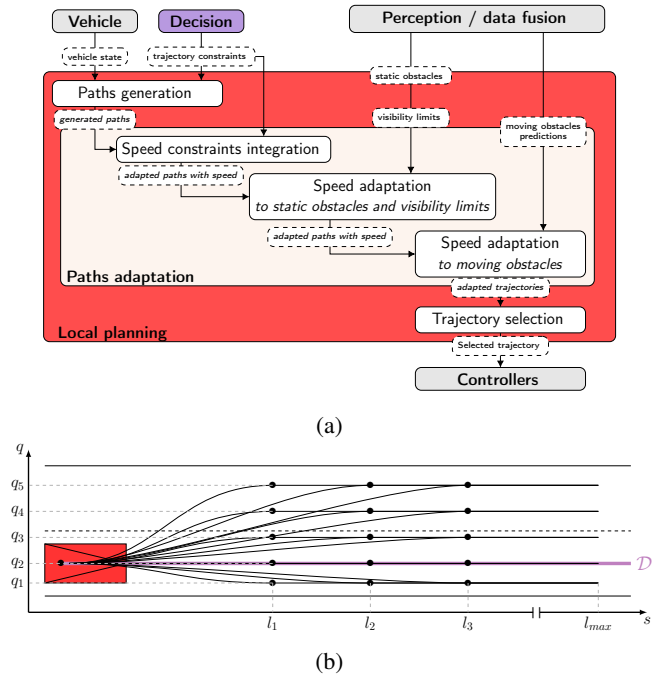 Vehicle
Decision
Perception / data fusion
vehicle state
trajectory constraints
static obstacles
Paths generation
generated paths
visibility limits
moving obstacles
predictions
Speed constraints integration
adapted paths with speed
Speed adaptation
to static obstacles and visibility limits
adapted paths with speed
Speed adaptation
to moving obstacles
Paths adaptation
adapted trajectories
Trajectory selection
Local planning
Selected trajectory
Controllers
(a)
q
q5
q4
q3
q2
𝒟
q1
l1
l2
l3
lmax
s
(b)